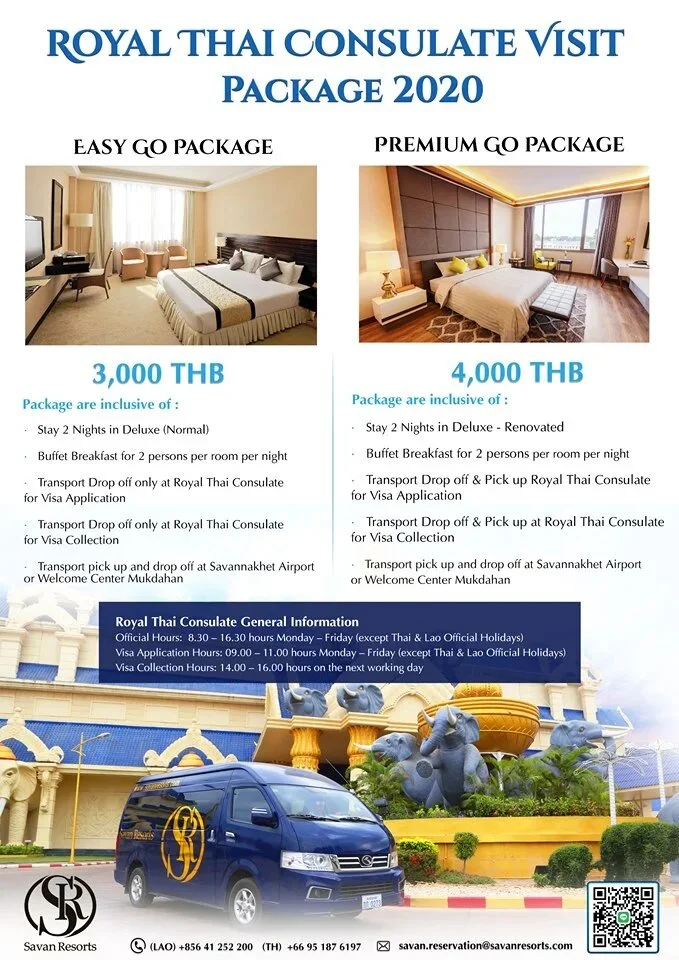 Royal Thai Consulate Visit
Package 2020
Easy Go Package
3,000 THB
Package are inclusive of :
· Stay 2 Nights in Deluxe (Normal)
· Buffet Breakfast for 2 persons per room per night
· Transport Drop off only at Royal Thai Consulate
for Visa Application
· Transport Drop off only at Royal Thai Consulate
for Visa Collection
· Transport pick up and drop off at Savannakhet Airport
or Welcome Center Mukdahan
Premium Go Package
4,000 THB
Package are inclusive of :
· Stay 2 Nights in Deluxe - Renovated
· Buffet Breakfast for 2 persons per room per night
· Transport Drop off & Pick up Royal Thai Consulate
for Visa Application
· Transport Drop off & Pick up at Royal Thai Consulate
for Visa Collection
· Transport pick up and drop off at Savannakhet Airport
or Welcome Center Mukdahan
Royal Thai Consulate General Information
Official Hours: 8.30 – 16.30 hours Monday – Friday (except Thai & Lao Official Holidays)
Visa Application Hours: 09.00 – 11.00 hours Monday – Friday (except Thai & Lao Official Holidays)
Visa Collection Hours: 14.00 – 16.00 hours on the next working day
Savan Resorts
SR
SR
Savan Resorts
(LAO) +856 41 252 200 (TH) +66 95 187 6197
savan.reservation@savanresorts.com